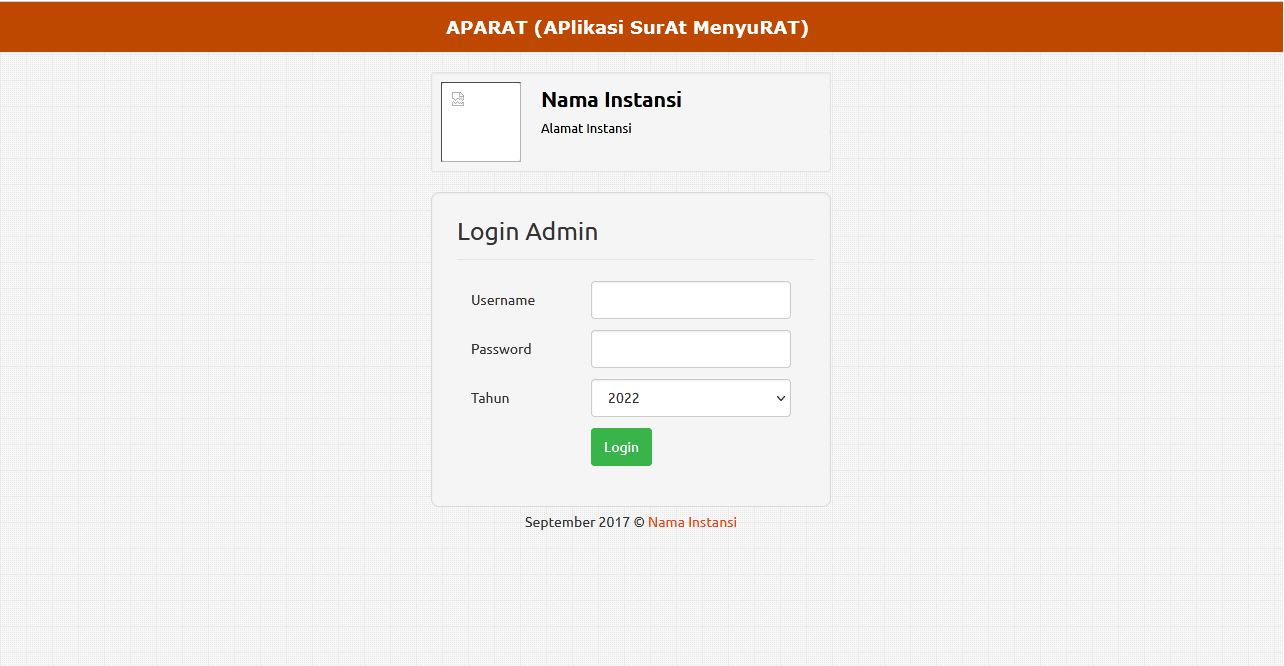 APARAT (APlikasi SurAt MenyuRAT)
Nama Instansi
Alamat Instansi
Login Admin
Username
Password
Tahun 2022
Login
September 2017 © Nama Instansi